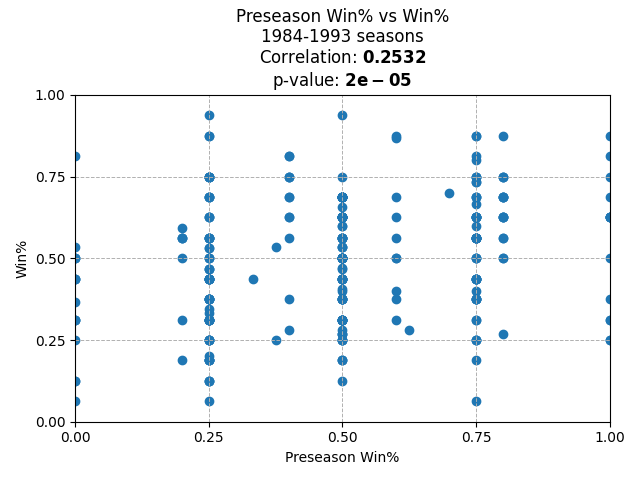 Preseason Win% vs Win%
1984-1993 seasons
Correlation: 0.2532
p-value: 2e − 05
1.00
0.75
0.50
0.25
0.00
Win%
0.00 0.25 0.50 0.75 1.00
Preseason Win%